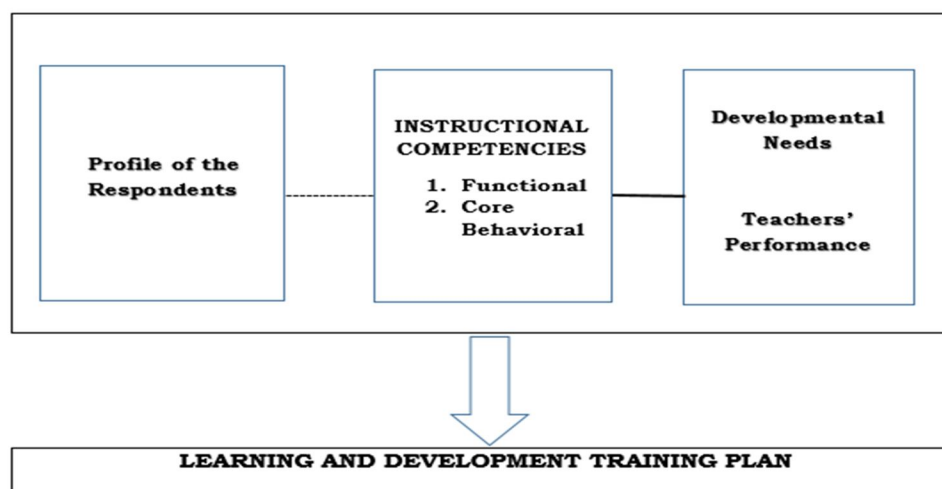 Profile of the
Respondents
INSTRUCTIONAL
COMPETENCIES
1. Functional
2. Core
Behavioral
Developmental
Needs
Teachers’
Performance
LEARNING AND DEVELOPMENT TRAINING PLAN